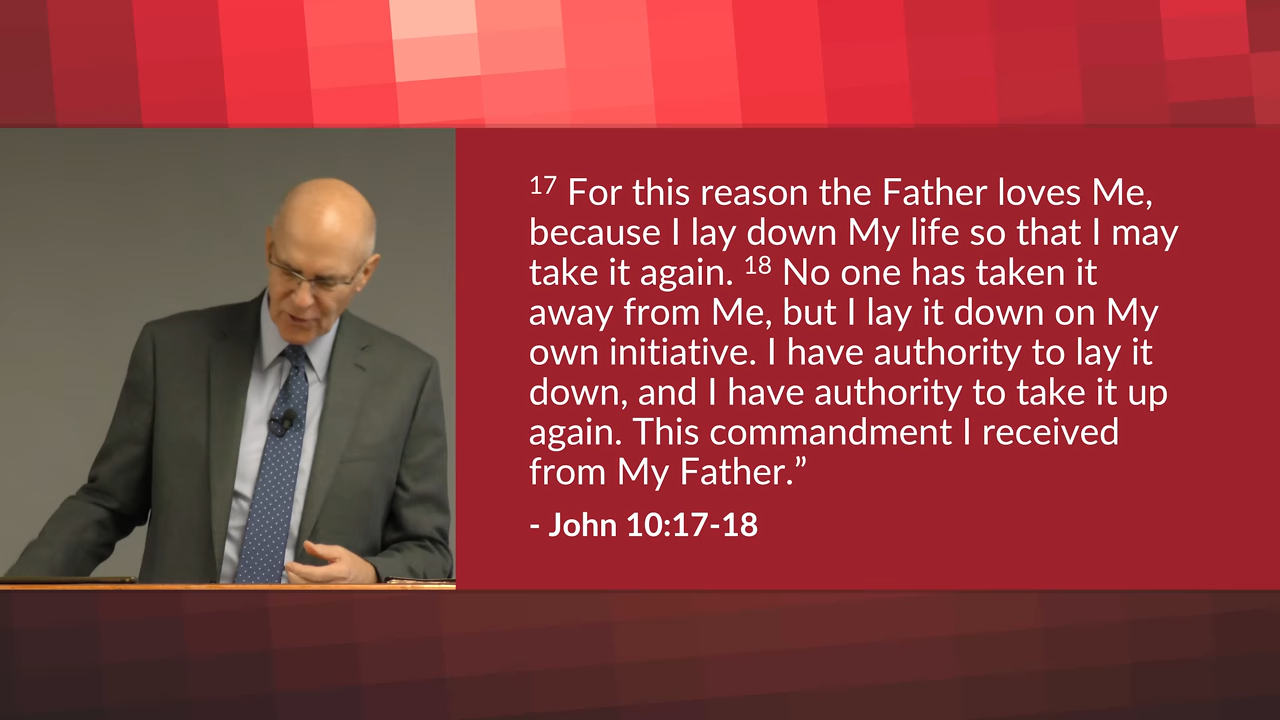 17 For this reason the Father loves Me,
because I lay down My life so that I may
take it again. 18 No one has taken it
away from Me, but I lay it down on My
own initiative. I have authority to lay it
down, and I have authority to take it up
again. This commandment I received
from My Father.”
- John 10:17-18